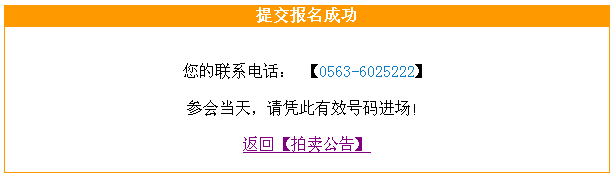 提交报名成功
您的联系电话： 【0563-6025222】
参会当天，请凭此有效号码进场！
返回【拍卖公告】